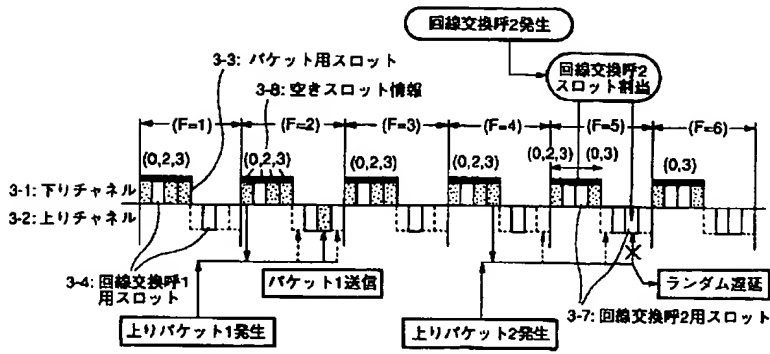 回線交換呼2発生
3-3: パケット用スロット
3-8: 空きスロット情報
回線交換呼2
スロット割当
(F=1)
(F=2)
(F=3)
(F=4)
(F=5)
(F=6)
(0,2,3)
(0,2,3)
(0,2,3)
(0,2,3)
(0,2,3)
(0,3)
(0,3)
3-1: 下りチャネル
3-2: 上りチャネル
3-4: 回線交換呼1
用スロット
パケット1送信
ランダム遅延
上りパケット1発生
上りパケット2発生
3-7: 回線交換呼2用スロット